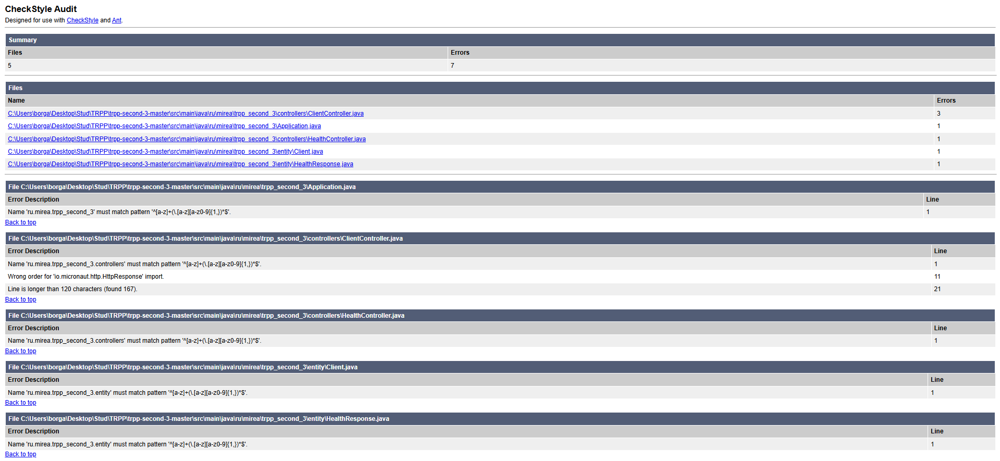 CheckStyle Audit
Designed for use with CheckStyle and Ant.
Summary
Files Errors
5 7
Files
Name Errors
C:\Users\borga\Desktop\Stud\TRPP\trpp-second-3-master\src\main\java\ru\mirea\trpp_second_3\controllers\ClientController.java 3
C:\Users\borga\Desktop\Stud\TRPP\trpp-second-3-master\src\main\java\ru\mirea\trpp_second_3\Application.java 1
C:\Users\borga\Desktop\Stud\TRPP\trpp-second-3-master\src\main\java\ru\mirea\trpp_second_3\controllers\HealthController.java 1
C:\Users\borga\Desktop\Stud\TRPP\trpp-second-3-master\src\main\java\ru\mirea\trpp_second_3\entity\Client.java 1
C:\Users\borga\Desktop\Stud\TRPP\trpp-second-3-master\src\main\java\ru\mirea\trpp_second_3\entity\HealthResponse.java 1
File C:\Users\borga\Desktop\Stud\TRPP\trpp-second-3-master\src\main\java\ru\mirea\trpp_second_3\Application.java
Error Description Line
Name 'ru.mirea.trpp_second_3' must match pattern '^[a-z]+(\.[a-z][a-z0-9]{1,})*$'. 1
Back to top
File C:\Users\borga\Desktop\Stud\TRPP\trpp-second-3-master\src\main\java\ru\mirea\trpp_second_3\controllers\ClientController.java
Error Description Line
Name 'ru.mirea.trpp_second_3.controllers' must match pattern '^[a-z]+(\.[a-z][a-z0-9]{1,})*$'. 1
Wrong order for 'io.micronaut.http.HttpResponse' import. 11
Line is longer than 120 characters (found 167). 21
Back to top
File C:\Users\borga\Desktop\Stud\TRPP\trpp-second-3-master\src\main\java\ru\mirea\trpp_second_3\controllers\HealthController.java
Error Description Line
Name 'ru.mirea.trpp_second_3.controllers' must match pattern '^[a-z]+(\.[a-z][a-z0-9]{1,})*$'. 1
Back to top
File C:\Users\borga\Desktop\Stud\TRPP\trpp-second-3-master\src\main\java\ru\mirea\trpp_second_3\entity\Client.java
Error Description Line
Name 'ru.mirea.trpp_second_3.entity' must match pattern '^[a-z]+(\.[a-z][a-z0-9]{1,})*$'. 1
Back to top
File C:\Users\borga\Desktop\Stud\TRPP\trpp-second-3-master\src\main\java\ru\mirea\trpp_second_3\entity\HealthResponse.java
Error Description Line
Name 'ru.mirea.trpp_second_3.entity' must match pattern '^[a-z]+(\.[a-z][a-z0-9]{1,})*$'. 1
Back to top